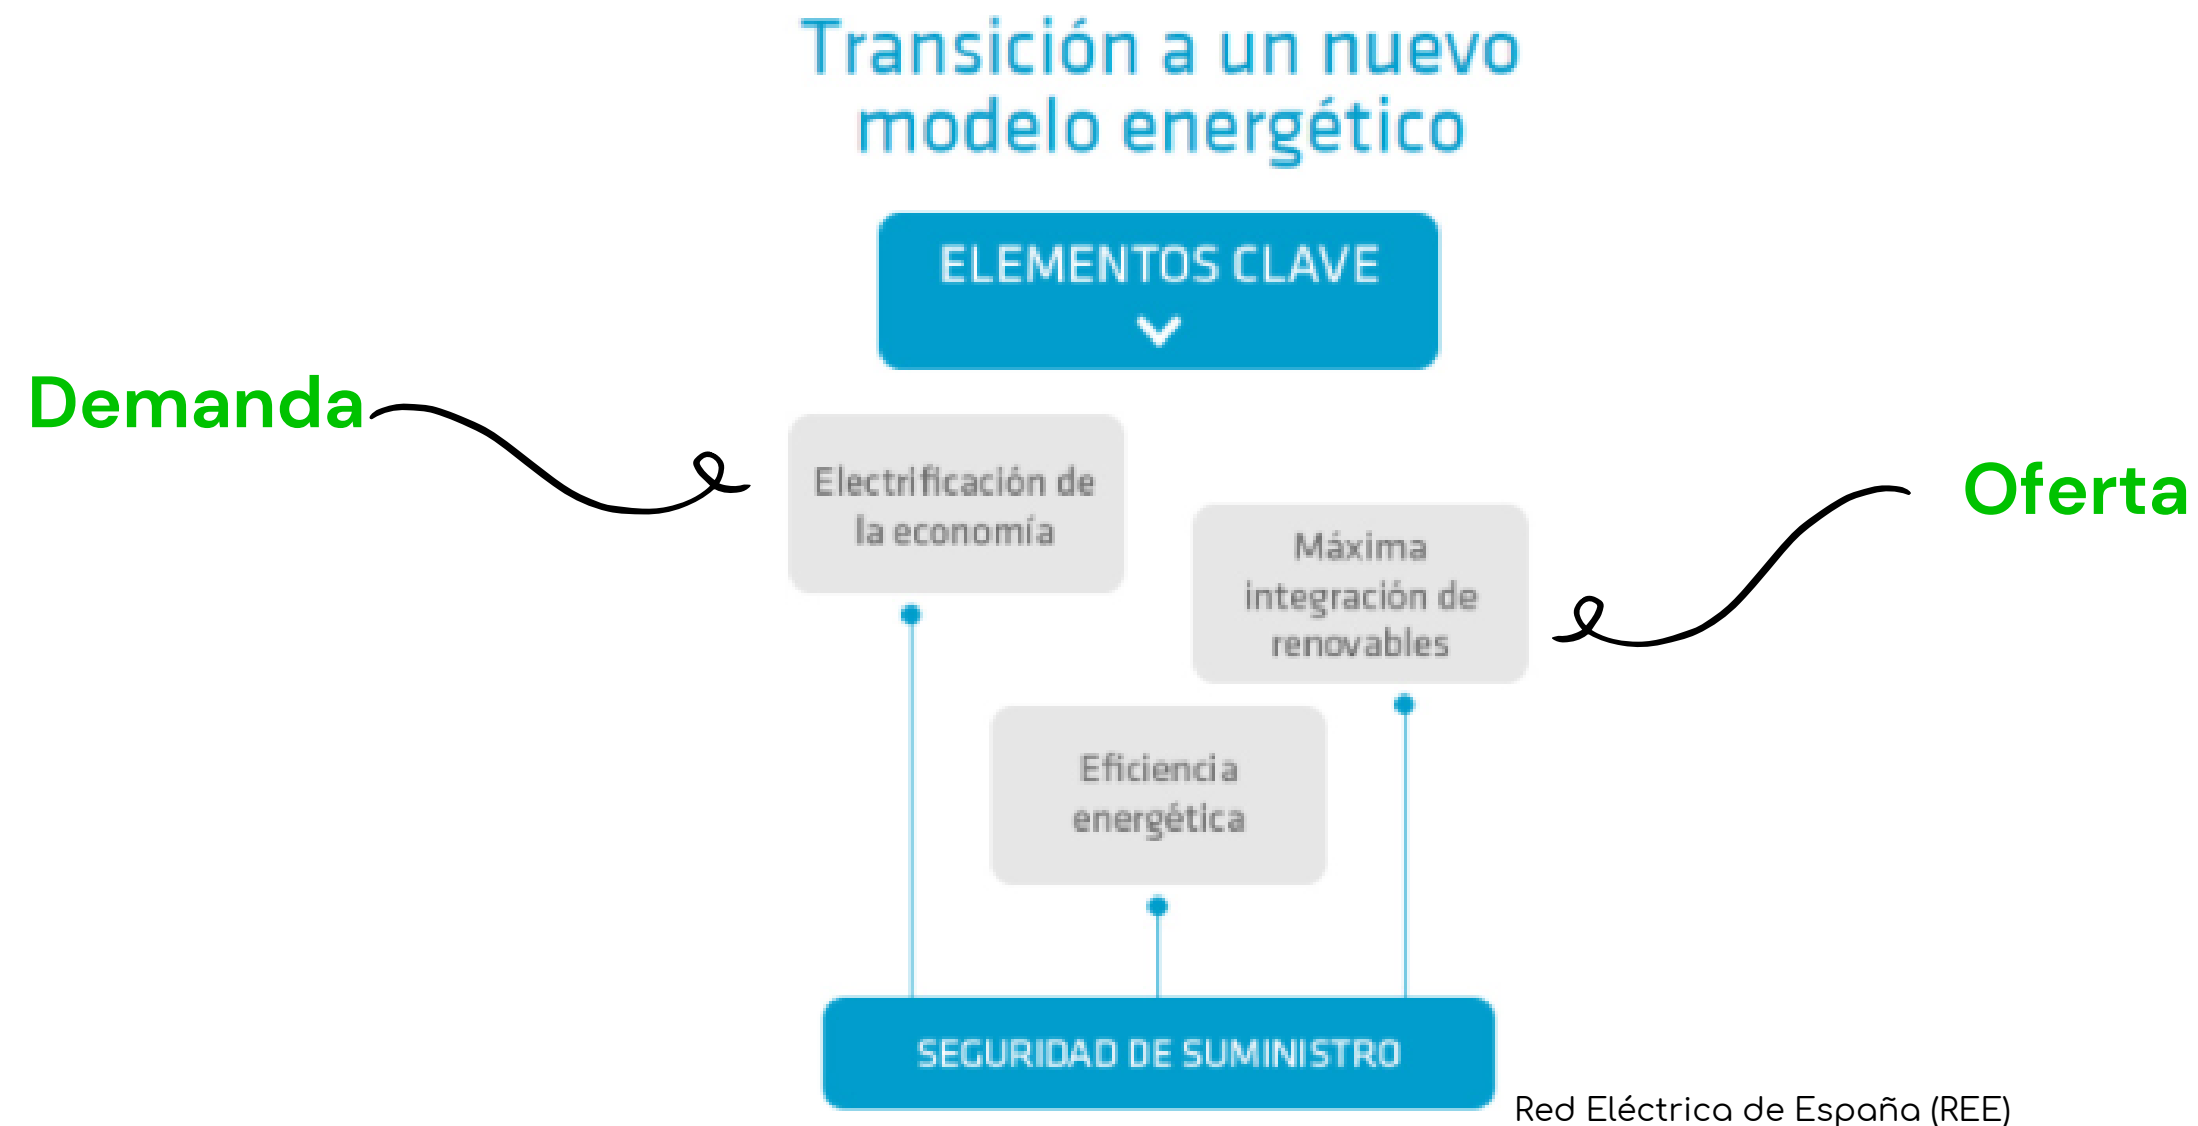 Transición a un nuevo
modelo energético
ELEMENTOS CLAVE
Demanda
Electrificación de
la economía
Oferta
Máxima
integración de
renovables
Eficiencia
energética
SEGURIDAD DE SUMINISTRO
Red Eléctrica de España (REE)